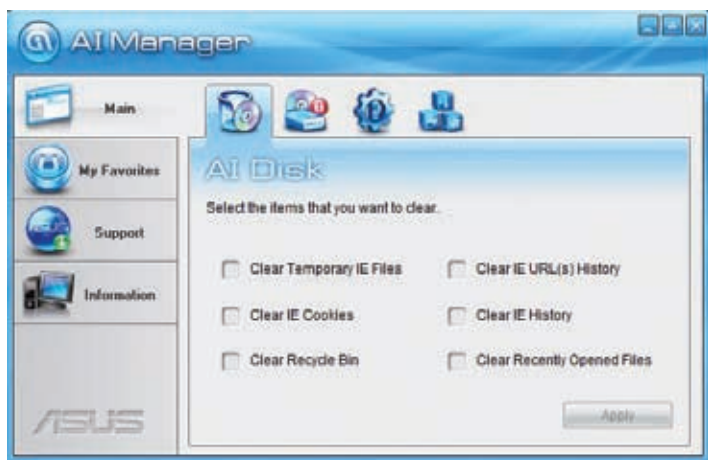 AI Manager
Main
My Favorites
Support
Information
ASUS
AI Disk
Select the items that you want to clear.
Clear Temporary IE Files
Clear IE URL(s) History
Clear IE Cookies
Clear IE History
Clear Recycle Bin
Clear Recently Opened Files
Apply